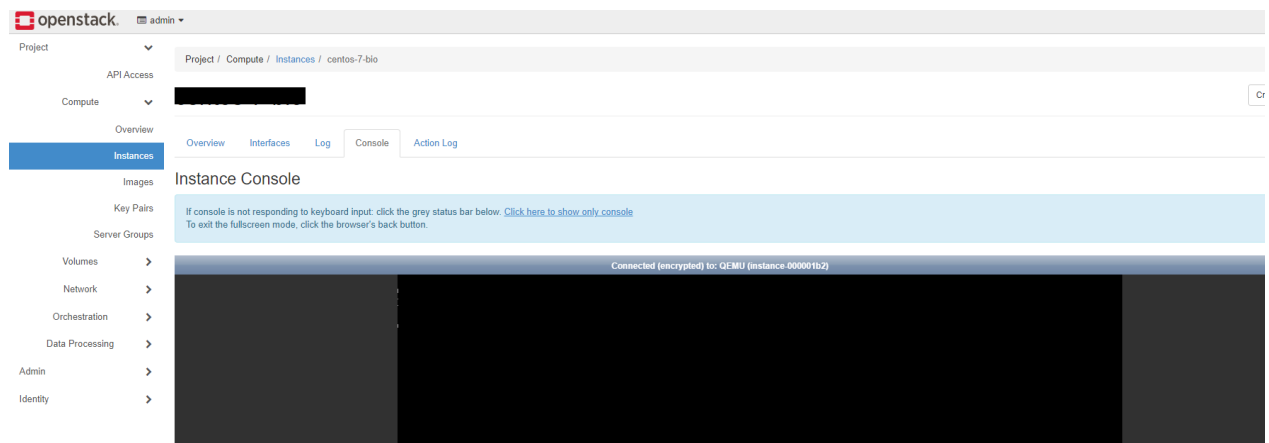 openstack. admin
Project
API Access
Compute
Overview
Instances
Images
Key Pairs
Server Groups
Volumes
Network
Orchestration
Data Processing
Admin
Identity
Project / Compute / Instances / centos-7-bio
Cr
Overview Interfaces Log Console Action Log
Instance Console
If console is not responding to keyboard input: click the grey status bar below. Click here to show only console
To exit the fullscreen mode, click the browser's back button.
Connected (encrypted) to: QEMU (instance-000001b2)